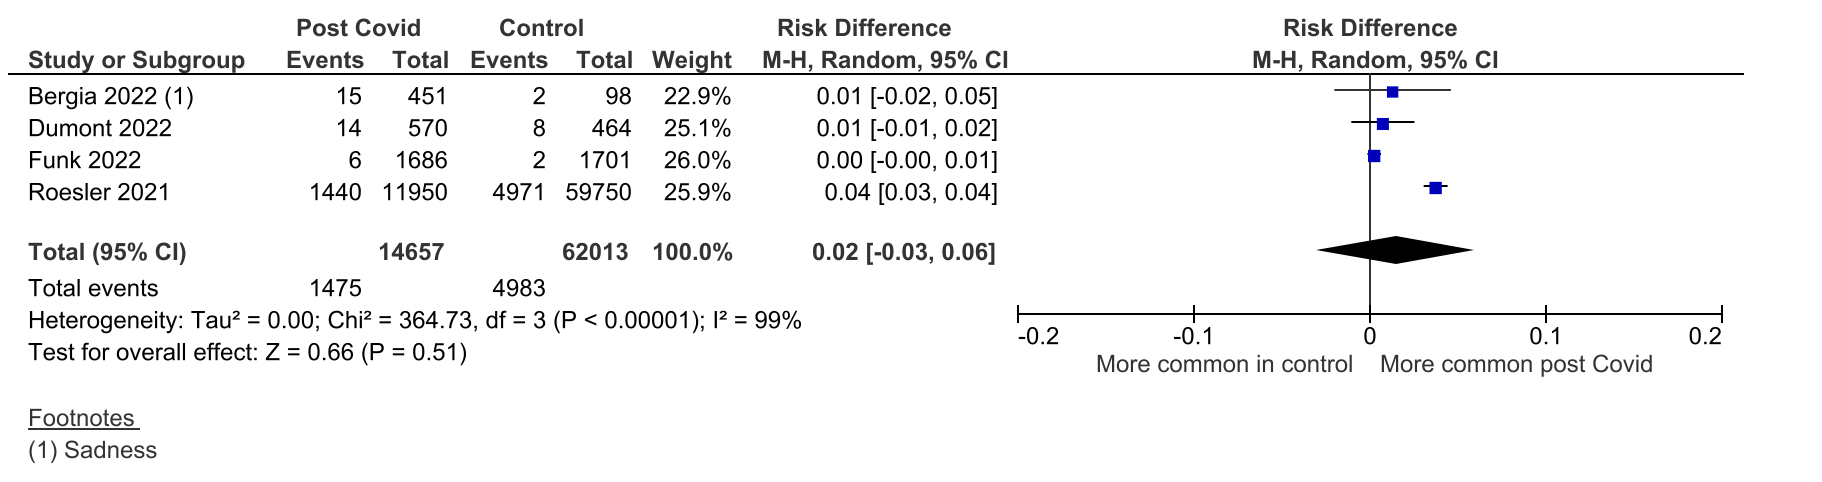 Post Covid Control Risk Difference Risk Difference
Study or Subgroup Events Total Events Total Weight M-H, Random, 95% CI M-H, Random, 95% CI
Bergia 2022 (1) 15 451 2 98 22.9% 0.01 [-0.02, 0.05]
Dumont 2022 14 570 8 464 25.1% 0.01 [-0.01, 0.02]
Funk 2022 6 1686 2 1701 26.0% 0.00 [-0.00, 0.01]
Roesler 2021 1440 11950 4971 59750 25.9% 0.04 [0.03, 0.04]
Total (95% CI) 14657 62013 100.0% 0.02 [-0.03, 0.06]
Total events 1475 4983
Heterogeneity: Tau² = 0.00; Chi² = 364.73, df = 3 (P < 0.00001); I² = 99%
Test for overall effect: Z = 0.66 (P = 0.51)
-0.2 -0.1 0 0.1 0.2
More common in control More common post Covid
Footnotes
(1) Sadness